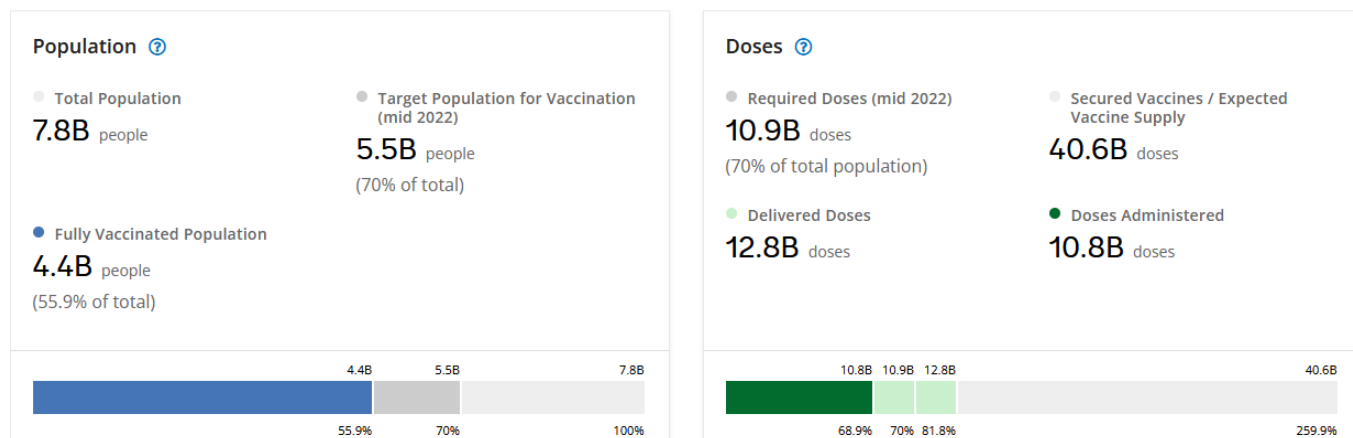 Population ?
Total Population
7.8B people
Target Population for Vaccination
(mid 2022)
5.5B people
(70% of total)
Fully Vaccinated Population
4.4B people
(55.9% of total)
4.4B 5.5B 7.8B
55.9% 70% 100%
Doses ?
Required Doses (mid 2022)
10.9B doses
(70% of total population)
Secured Vaccines / Expected
Vaccine Supply
40.6B doses
Delivered Doses
12.8B doses
Doses Administered
10.8B doses
10.8B 10.9B 12.8B 40.6B
68.9% 70% 81.8% 259.9%